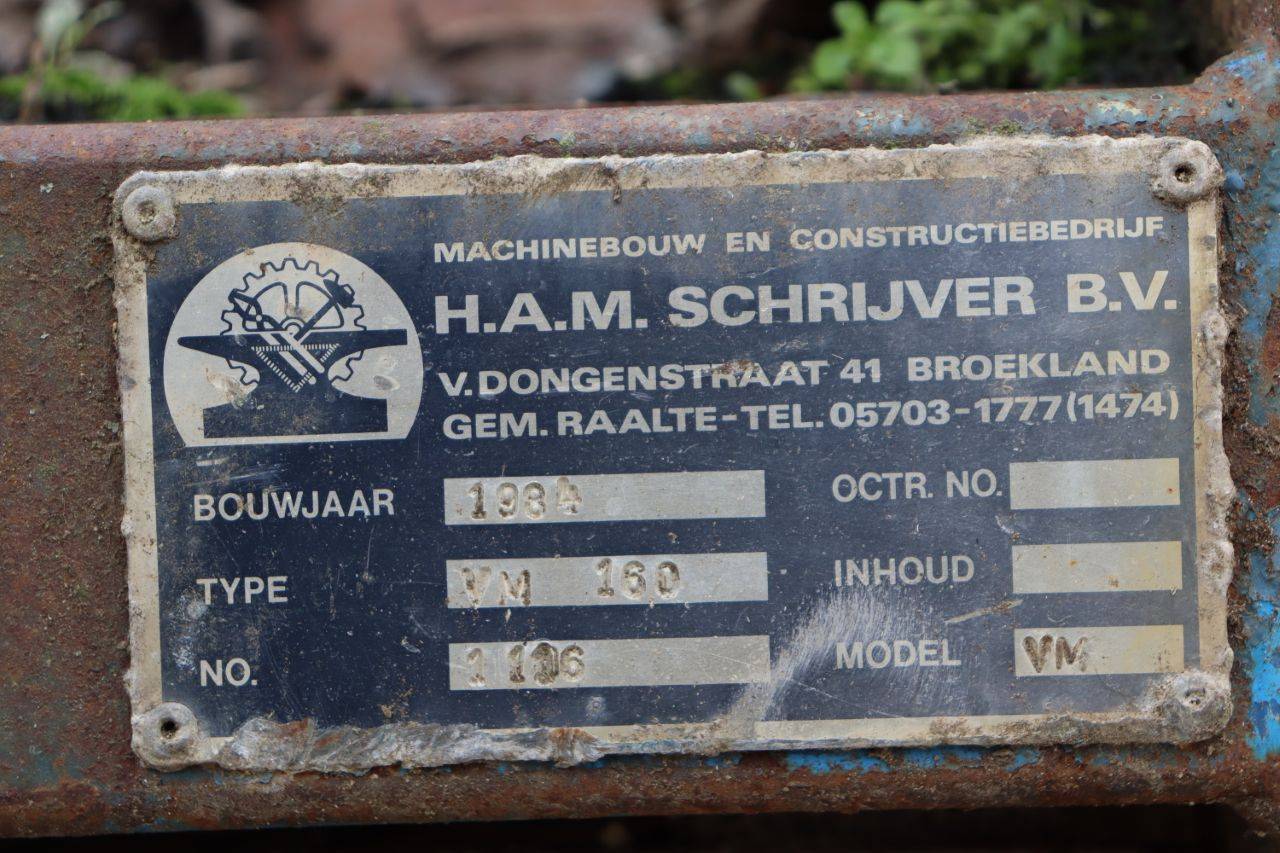 MACHINEBOUW EN CONSTRUCTIEBEDRIJF
H.A.M. SCHRIJVER B.V.
V.DONGENSTRAAT 41 BROEKLAND
GEM. RAALTE-TEL. 05703-1777 (1474)
BOUWJAAR 1984 OCTR. NO.
TYPE VM 160 INHOUD
NO. MODEL VM